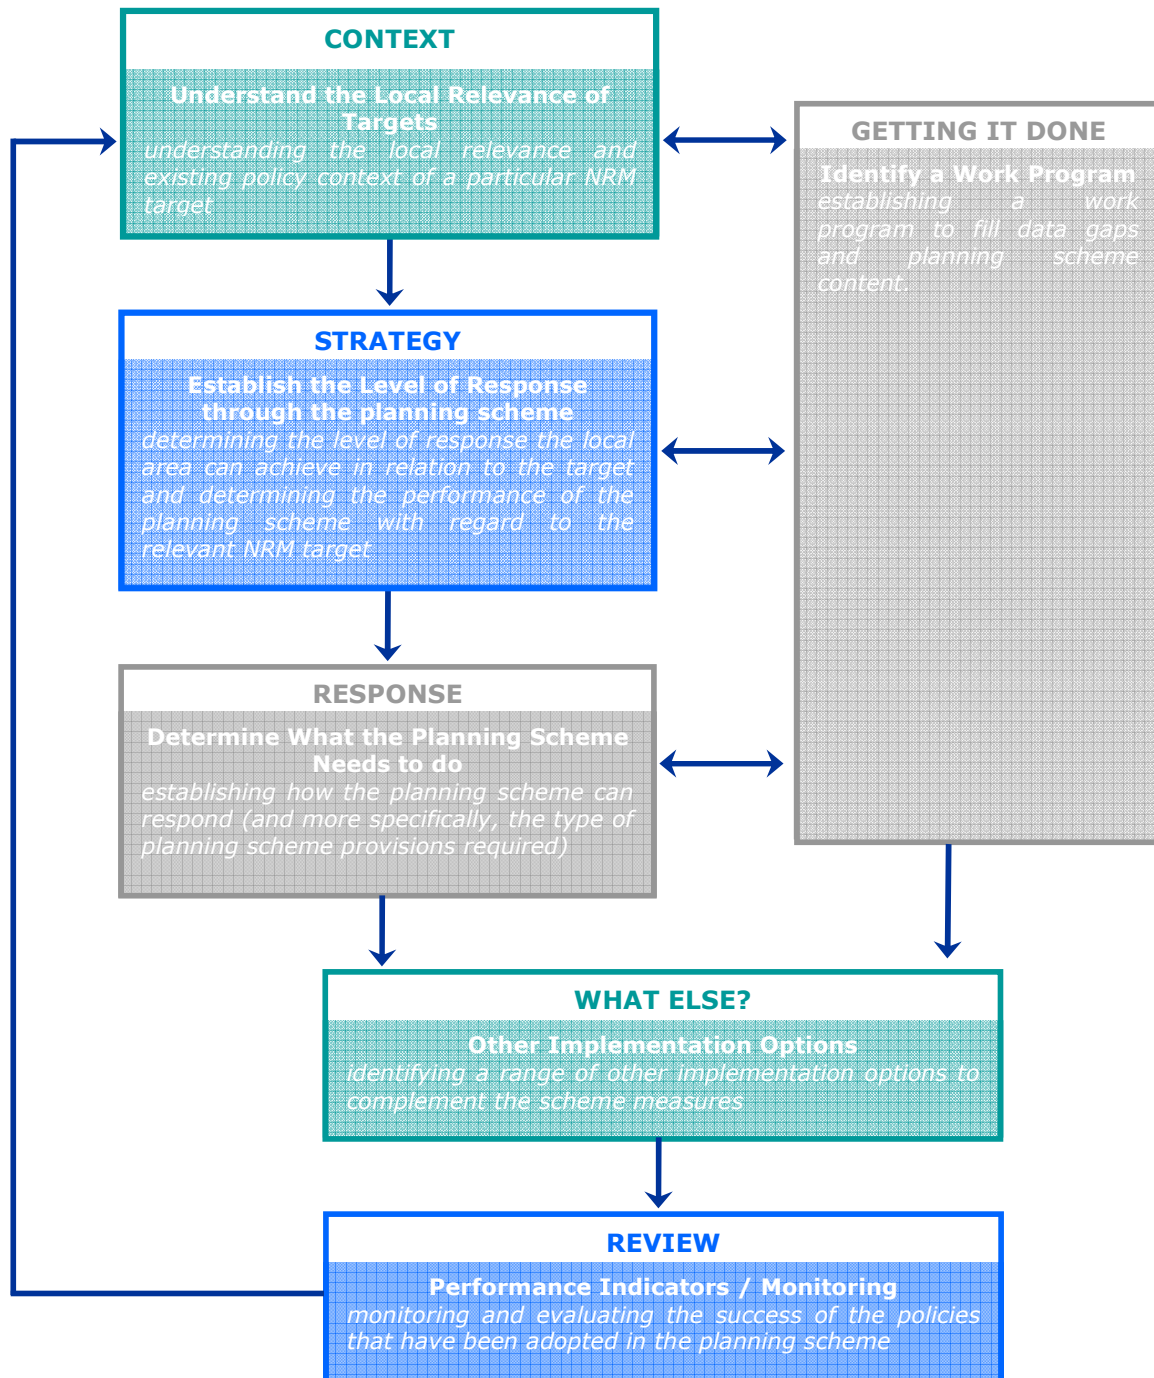 CONTEXT
Understand the Local Relevance of
Targets
understanding the local relevance and
existing policy context of a particular NRM
target
GETTING IT DONE
Identify a Work Program
establishing a work
program to fill data gaps
and planning scheme
content.
STRATEGY
Establish the Level of Response
through the planning scheme
determining the level of response the local
area can achieve in relation to the target
and determining the performance of the
planning scheme with regard to the
relevant NRM target
RESPONSE
Determine What the Planning Scheme
Needs to do
establishing how the planning scheme can
respond (and more specifically, the type of
planning scheme provisions required)
WHAT ELSE?
Other Implementation Options
identifying a range of other implementation options to
complement the scheme measures
REVIEW
Performance Indicators / Monitoring
monitoring and evaluating the success of the policies
that have been adopted in the planning scheme